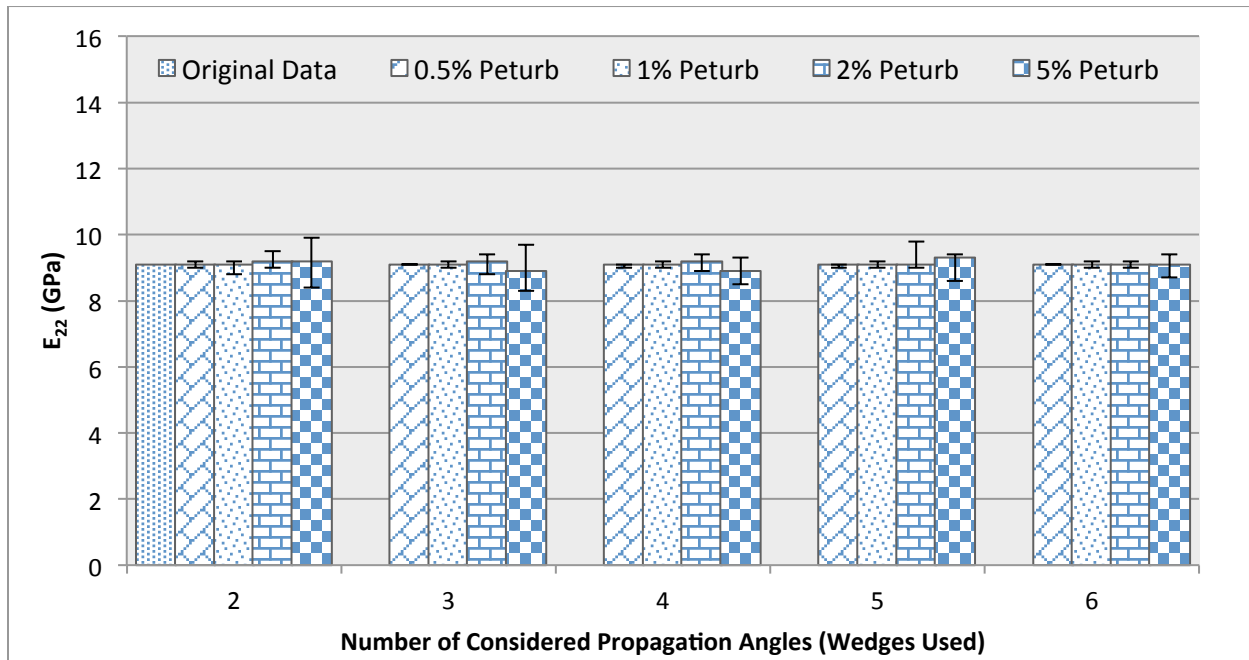 16
14
12
10
8
6
4
2
0
E22 (GPa)
Original Data 0.5% Peturb 1% Peturb 2% Peturb 5% Peturb
2 3 4 5 6
Number of Considered Propagation Angles (Wedges Used)